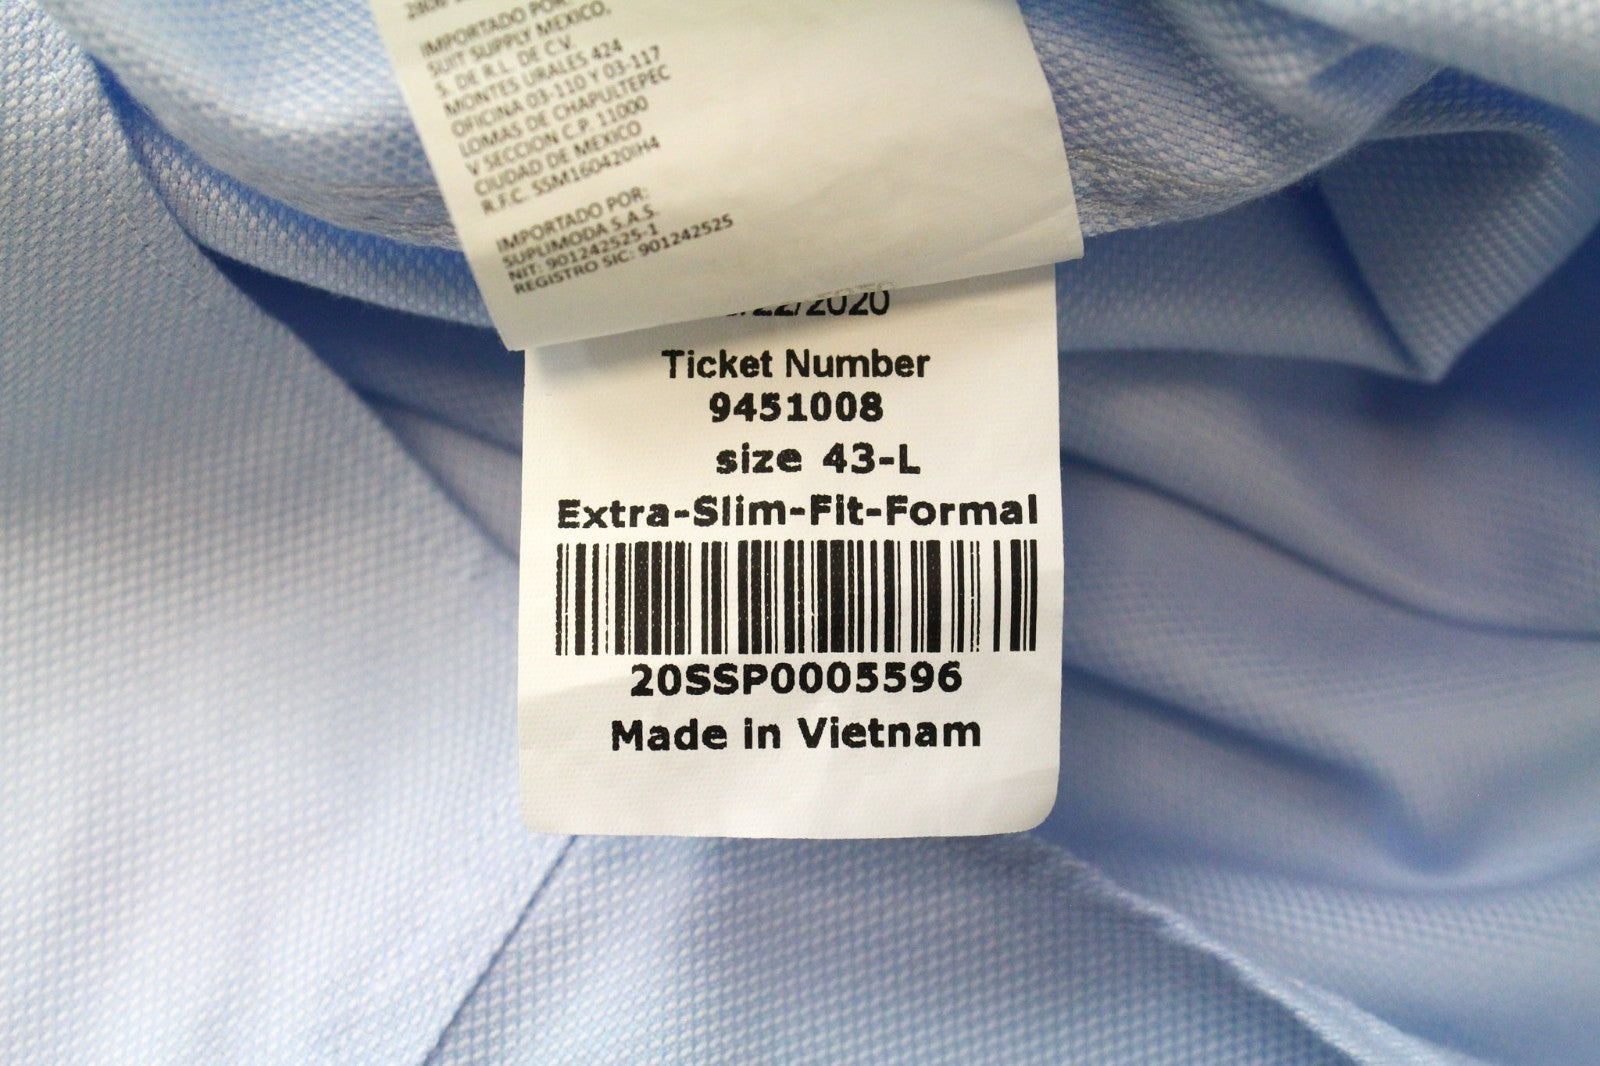 IMPORTADO POR:
SUIT SUPPLY MEXICO,
S. DE R.L. DE C.V.
MONTES URALES 424
OFICINA 03-110 Y 03-117
LOMAS DE CHAPULTEPEC
V SECCION C.P. 11000
CIUDAD DE MEXICO
R.F.C. SSM160420IH4
IMPORTADO POR:
SUPUMODA S.A.S.
NIT: 901242525-1
REGISTRO SIC: 901242525
/22/2020
Ticket Number
9451008
size 43-L
Extra-Slim-Fit-Formal
20SSP0005596
Made in Vietnam